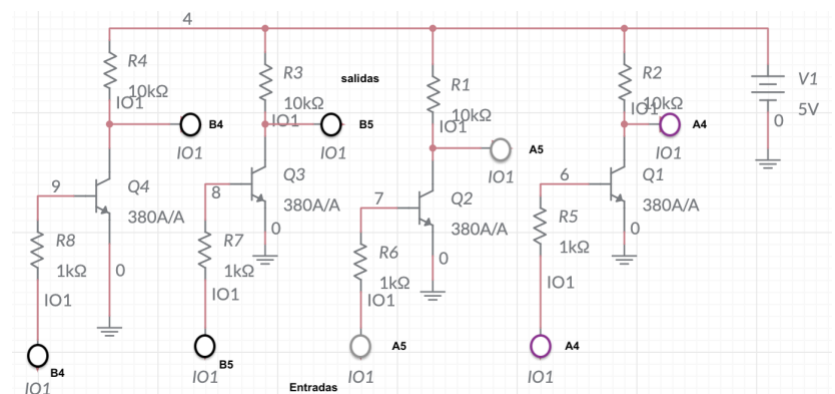 4
R4
10kΩ
IO1
B4
IO1
R3
10kΩ
IO1
salidas
B5
IO1
R1
10kΩ
IO1
A5
IO1
R2
10kΩ
IO1
A4
IO1
V1
5V
0
9
Q4
380A/A
0
R8
1kΩ
IO1
B4
IO1
8
Q3
380A/A
0
R7
1kΩ
IO1
B5
IO1
7
Q2
380A/A
0
R6
1kΩ
IO1
A5
IO1
6
Q1
380A/A
0
R5
1kΩ
IO1
A4
IO1
Entradas